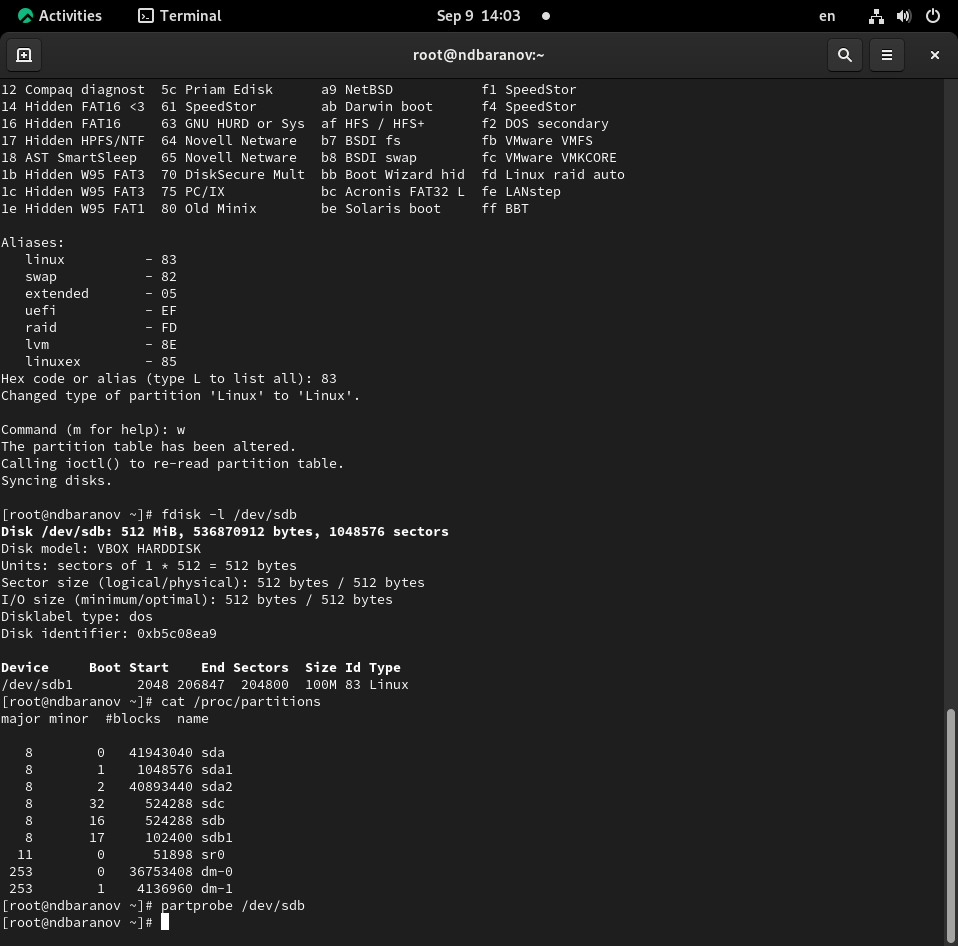 Activities Terminal Sep 9 14:03 en
root@ndbaranov:~
12 Compaq diagnost  5c Priam Edisk      a9 NetBSD           f1 SpeedStor
14 Hidden FAT16 <3  61 SpeedStor        ab Darwin boot      f4 SpeedStor
16 Hidden FAT16     63 GNU HURD or Sys  af HFS / HFS+       f2 DOS secondary
17 Hidden HPFS/NTF  64 Novell Netware   b7 BSDI fs          fb VMware VMFS
18 AST SmartSleep   65 Novell Netware   b8 BSDI swap        fc VMware VMKCORE
1b Hidden W95 FAT3  70 DiskSecure Mult  bb Boot Wizard hid  fd Linux raid auto
1c Hidden W95 FAT3  75 PC/IX            bc Acronis FAT32 L  fe LANstep
1e Hidden W95 FAT1  80 Old Minix        be Solaris boot     ff BBT
Aliases:
   linux          - 83
   swap           - 82
   extended       - 05
   uefi           - EF
   raid           - FD
   lvm            - 8E
   linuxex        - 85
Hex code or alias (type L to list all): 83
Changed type of partition 'Linux' to 'Linux'.
Command (m for help): w
The partition table has been altered.
Calling ioctl() to re-read partition table.
Syncing disks.
[root@ndbaranov ~]# fdisk -l /dev/sdb
Disk /dev/sdb: 512 MiB, 536870912 bytes, 1048576 sectors
Disk model: VBOX HARDDISK
Units: sectors of 1 * 512 = 512 bytes
Sector size (logical/physical): 512 bytes / 512 bytes
I/O size (minimum/optimal): 512 bytes / 512 bytes
Disklabel type: dos
Disk identifier: 0xb5c08ea9
Device     Boot Start    End Sectors  Size Id Type
/dev/sdb1        2048 206847  204800  100M 83 Linux
[root@ndbaranov ~]# cat /proc/partitions
major minor  #blocks  name
   8        0   41943040 sda
   8        1    1048576 sda1
   8        2   40893440 sda2
   8       32     524288 sdc
   8       16     524288 sdb
   8       17     102400 sdb1
  11        0      51898 sr0
 253        0   36753408 dm-0
 253        1    4136960 dm-1
[root@ndbaranov ~]# partprobe /dev/sdb
[root@ndbaranov ~]#